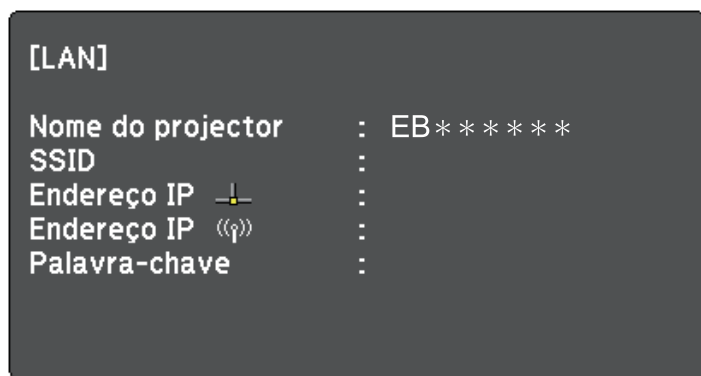 [LAN]
Nome do projector : EB******
SSID :
Endereço IP :
Endereço IP :
Palavra-chave :